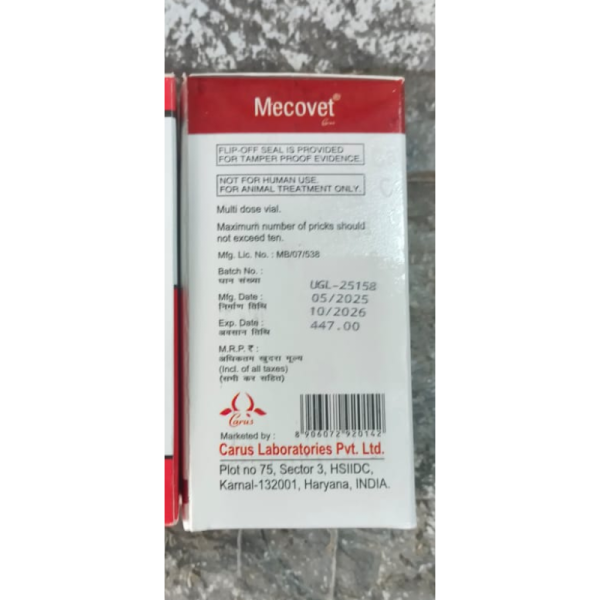 Mecovet®
FLIP-OFF SEAL IS PROVIDED
FOR TAMPER PROOF EVIDENCE.
NOT FOR HUMAN USE.
FOR ANIMAL TREATMENT ONLY.
Multi dose vial.
Maximum number of pricks should
not exceed ten.
Mfg. Lic. No. : MB/07/538
Batch No. : UGL-25158
घान संख्या
Mfg. Date : 05/2025
निर्माण तिथि
10/2026
Exp. Date :
अवसान तिथि
447.00
M.R.P. ₹ :
अधिकतम खुदरा मूल्य
(Incl. of all taxes)
(सभी कर सहित)
Carus
8 906072 920142
Marketed by :
Carus Laboratories Pvt. Ltd.
Plot no 75, Sector 3, HSIIDC,
Karnal-132001, Haryana, INDIA.